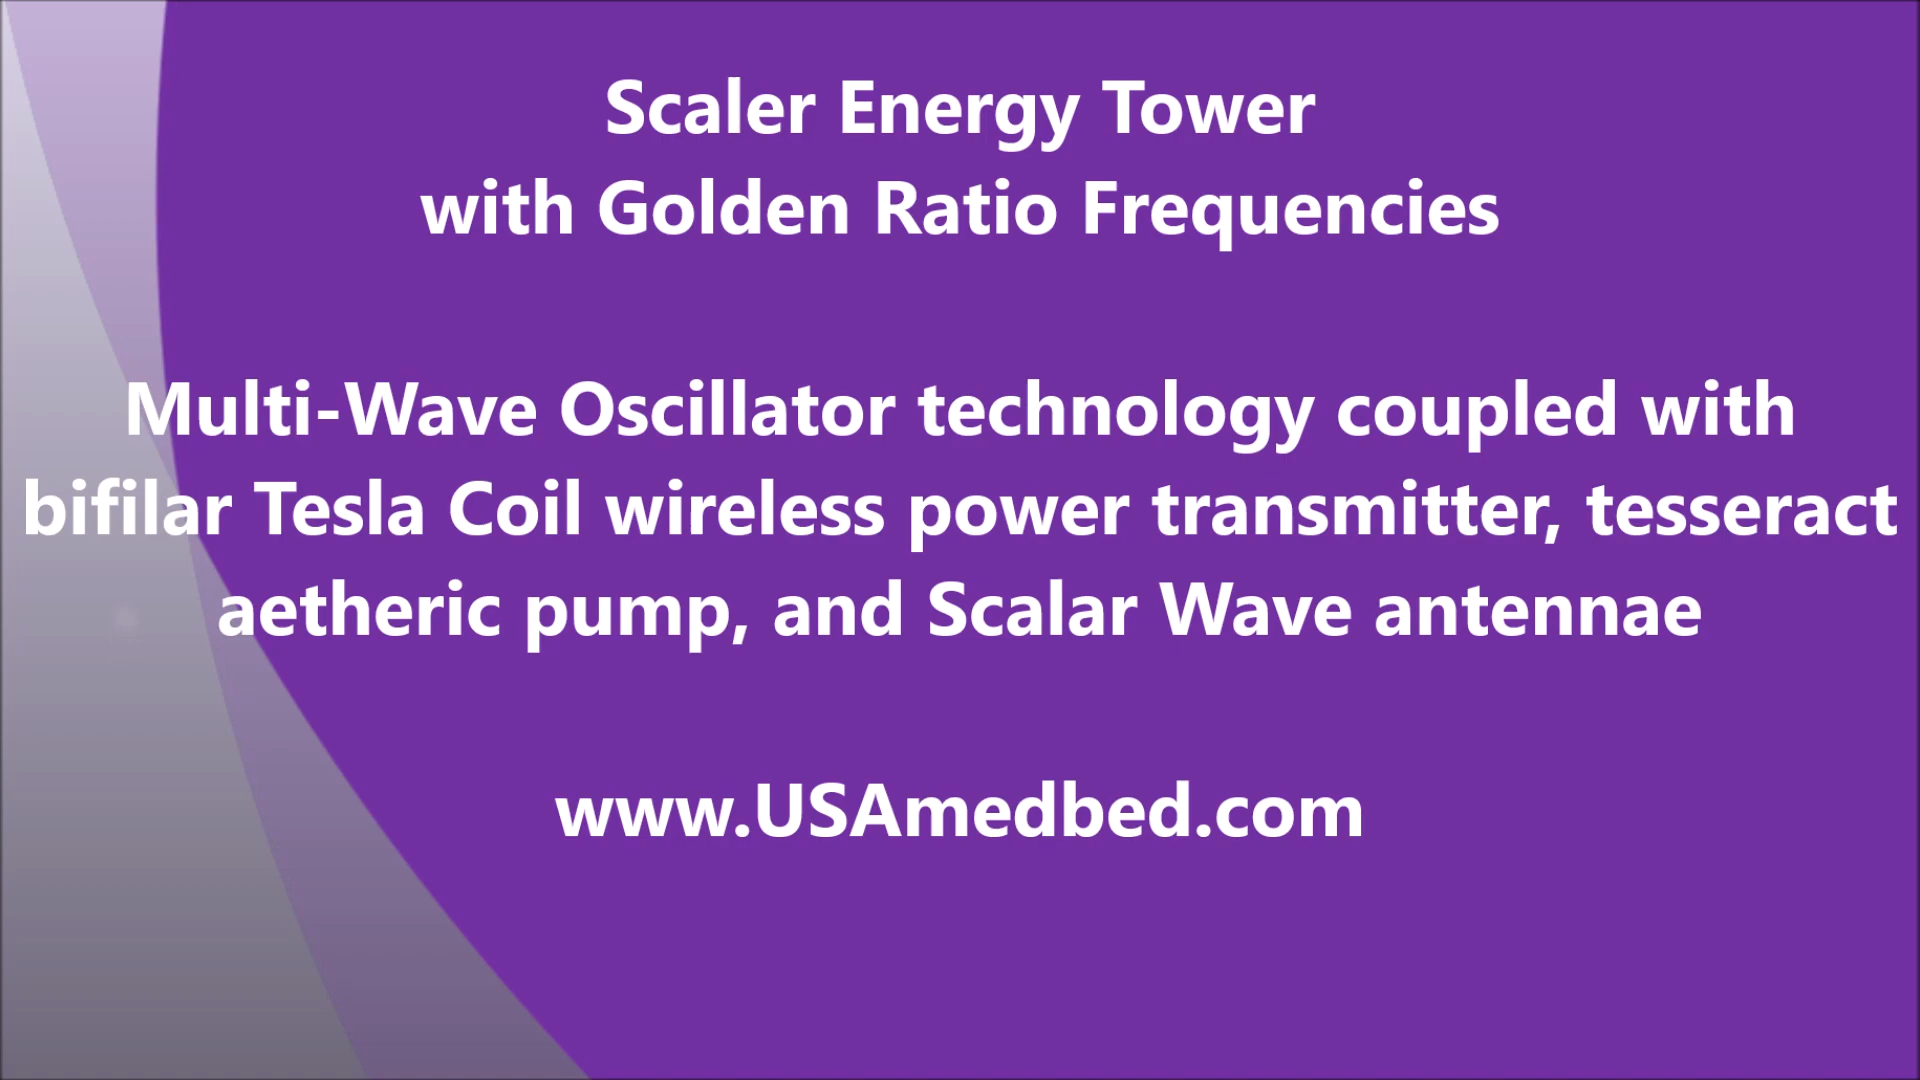 Scaler Energy Tower
with Golden Ratio Frequencies
Multi-Wave Oscillator technology coupled with
bifilar Tesla Coil wireless power transmitter, tesseract
aetheric pump, and Scalar Wave antennae
www.USAmedbed.com